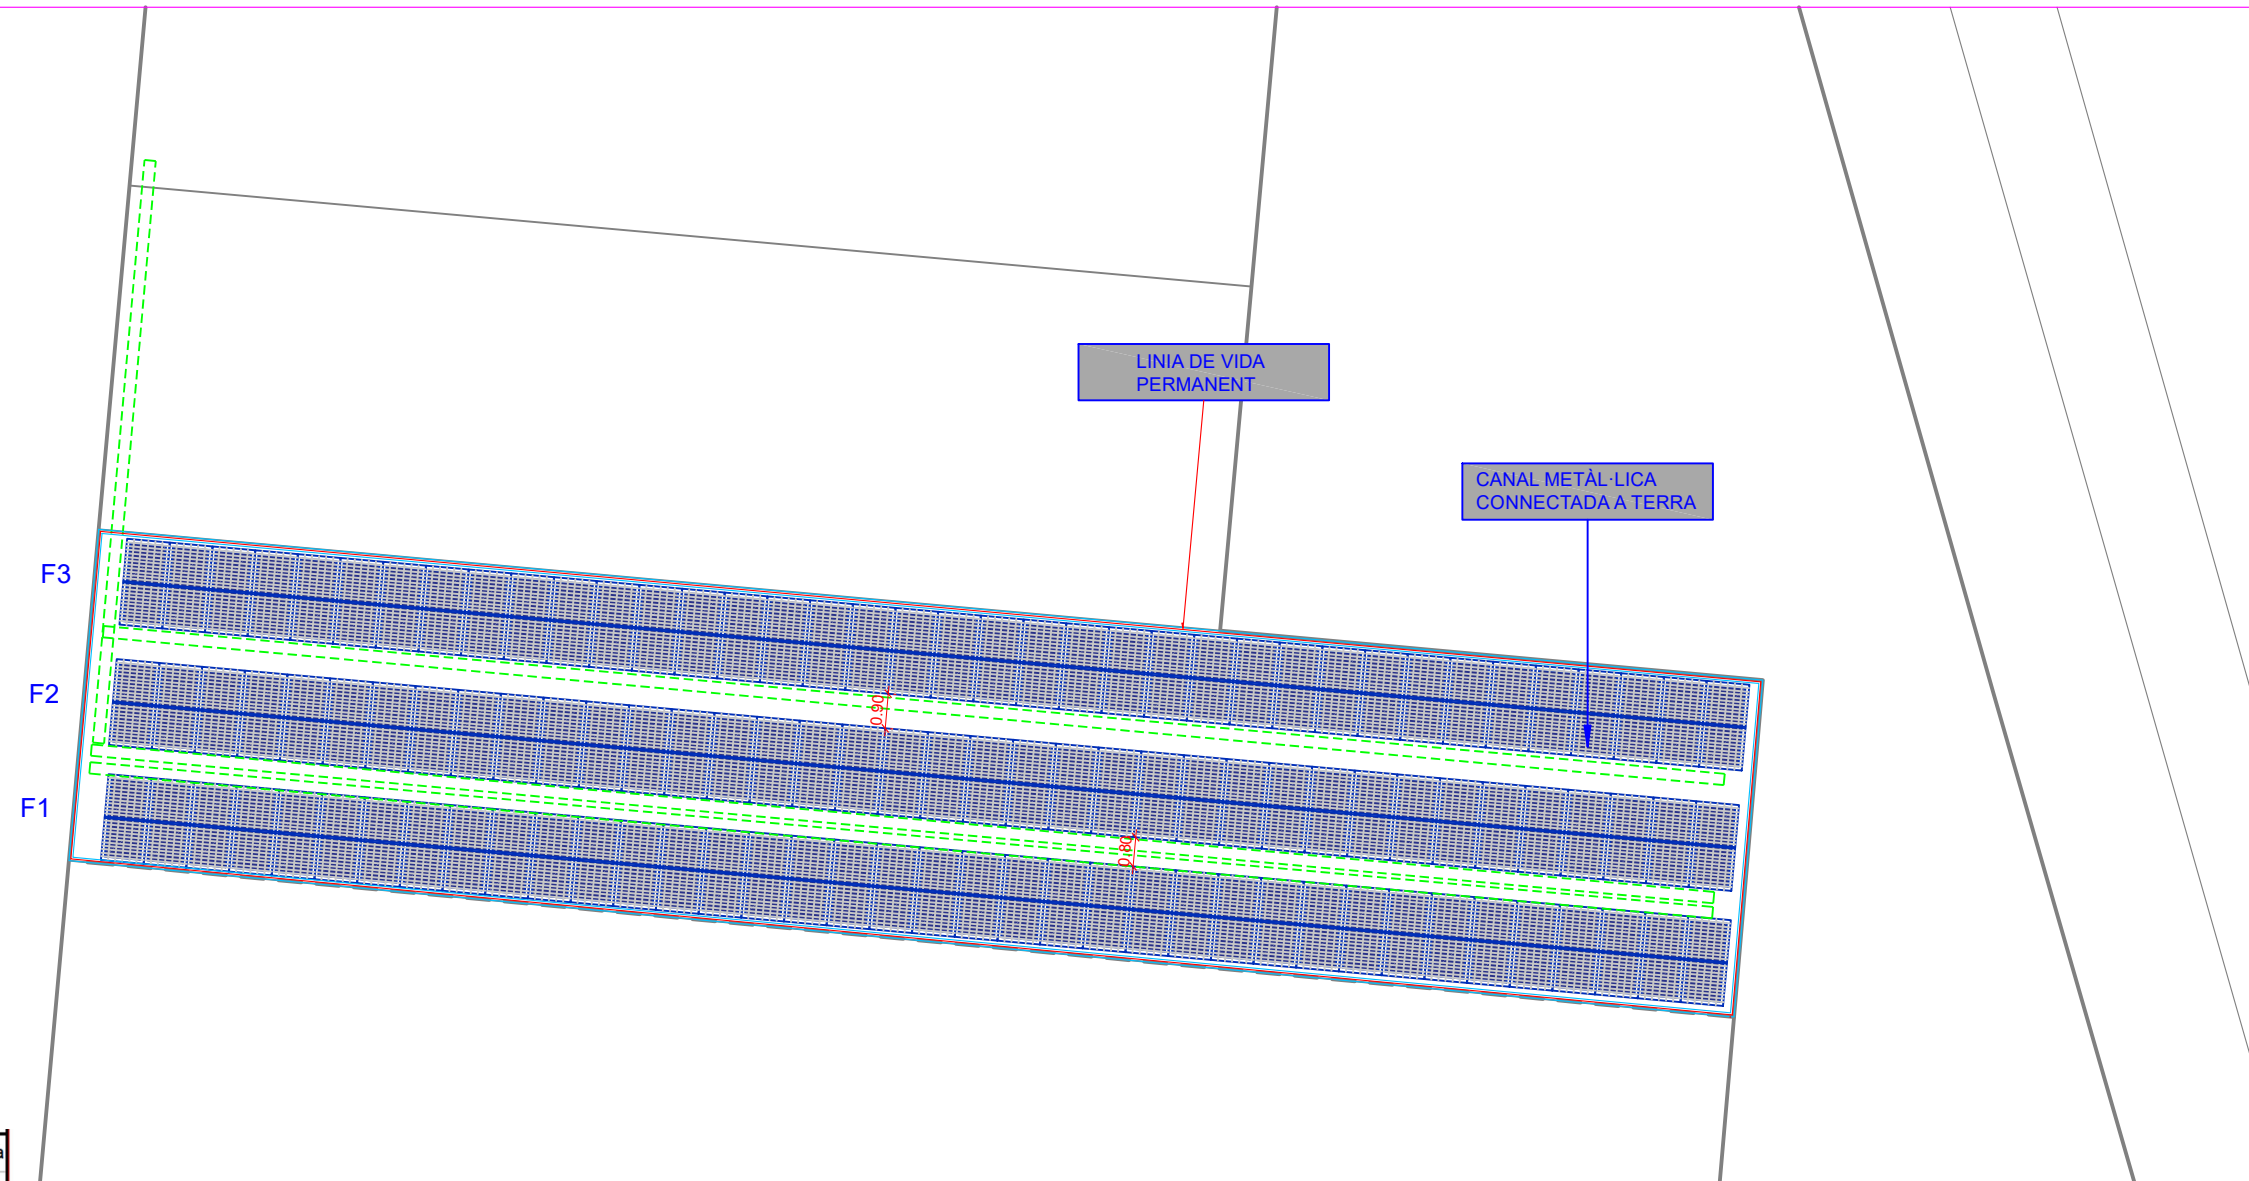 LINIA DE VIDA
PERMANENT
CANAL METÀL·LICA
CONNECTADA A TERRA
F3
F2
0.90
F1
0.80
a